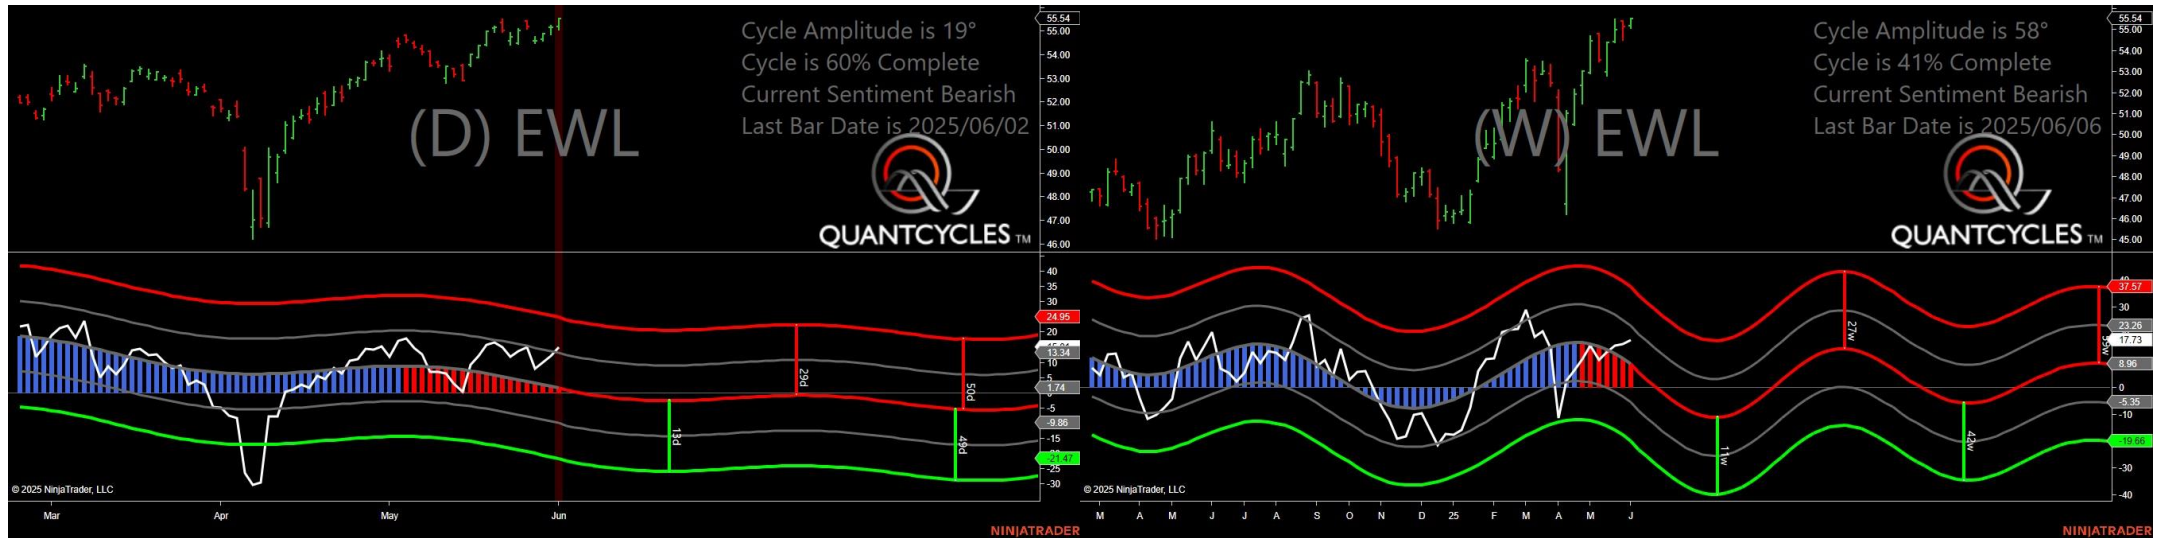 Cycle Amplitude is 19°
Cycle is 60% Complete
Current Sentiment Bearish
Last Bar Date is 2025/06/02
(D) EWL
QUANTCYCLES TM
55.54
55.00
54.00
53.00
52.00
51.00
50.00
49.00
48.00
47.00
46.00
40
35
30
24.95
20
13.34
10
5
1.74
0
-5
-9.86
-15
-21.47
-25
-30
29d
50d
13d
49d
© 2025 NinjaTrader, LLC
Mar
Apr
May
Jun
NINJATRADER
Cycle Amplitude is 58°
Cycle is 41% Complete
Current Sentiment Bearish
Last Bar Date is 2025/06/06
(W) EWL
QUANTCYCLES TM
55.54
55.00
54.00
53.00
52.00
51.00
50.00
49.00
48.00
47.00
46.00
45.00
37.57
30
23.26
17.73
8.96
0
-5.35
-10
-19.66
-30
-40
27w
11w
42w
© 2025 NinjaTrader, LLC
M A M J J A S O N D 25 F M A M J
NINJATRADER